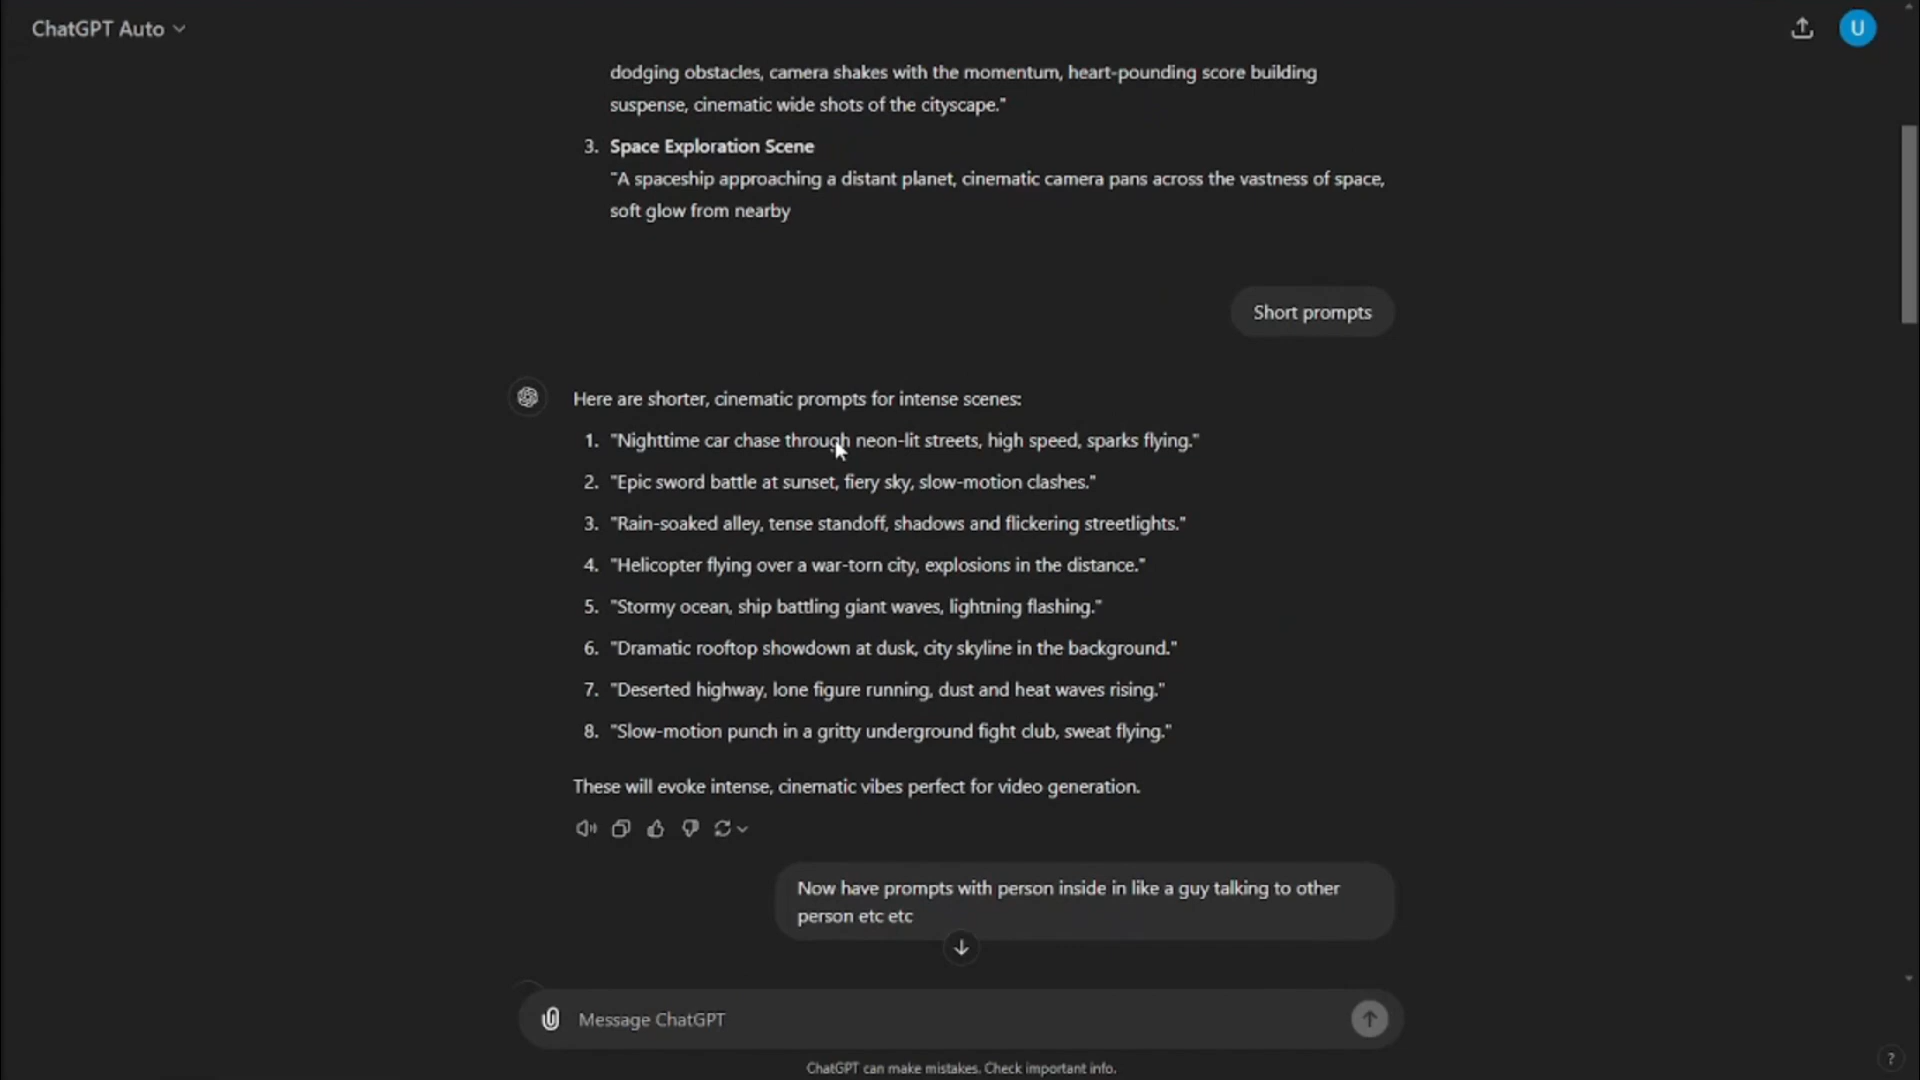 ChatGPT Auto
U
dodging obstacles, camera shakes with the momentum, heart-pounding score building
suspense, cinematic wide shots of the cityscape."
3. Space Exploration Scene
"A spaceship approaching a distant planet, cinematic camera pans across the vastness of space,
soft glow from nearby
Short prompts
Here are shorter, cinematic prompts for intense scenes:
1. "Nighttime car chase through neon-lit streets, high speed, sparks flying."
2. "Epic sword battle at sunset, fiery sky, slow-motion clashes."
3. "Rain-soaked alley, tense standoff, shadows and flickering streetlights."
4. "Helicopter flying over a war-torn city, explosions in the distance."
5. "Stormy ocean, ship battling giant waves, lightning flashing."
6. "Dramatic rooftop showdown at dusk, city skyline in the background."
7. "Deserted highway, lone figure running, dust and heat waves rising."
8. "Slow-motion punch in a gritty underground fight club, sweat flying."
These will evoke intense, cinematic vibes perfect for video generation.
Now have prompts with person inside in like a guy talking to other
person etc etc
Message ChatGPT
ChatGPT can make mistakes. Check important info.
?